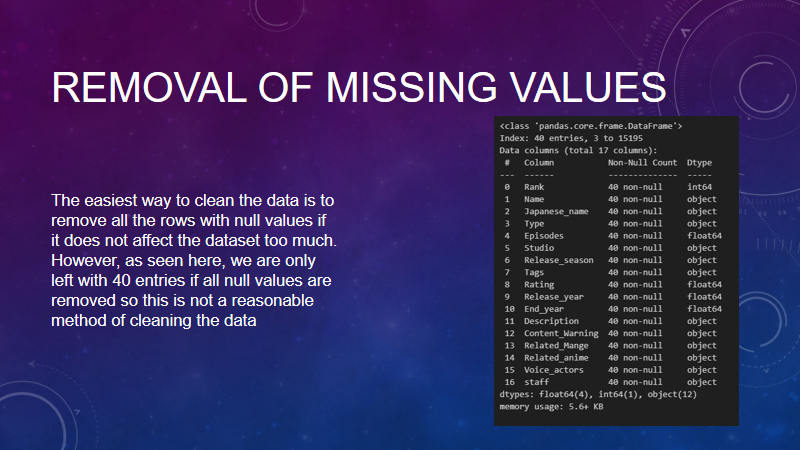 REMOVAL OF MISSING VALUES
The easiest way to clean the data is to
remove all the rows with null values if
it does not affect the dataset too much.
However, as seen here, we are only
left with 40 entries if all null values are
removed so this is not a reasonable
method of cleaning the data
<class 'pandas.core.frame.DataFrame'>
Index: 40 entries, 3 to 15195
Data columns (total 17 columns):
 #   Column           Non-Null Count  Dtype
---  ------           --------------  -----
 0   Rank             40 non-null     int64
 1   Name             40 non-null     object
 2   Japanese_name    40 non-null     object
 3   Type             40 non-null     object
 4   Episodes         40 non-null     float64
 5   Studio           40 non-null     object
 6   Release_season   40 non-null     object
 7   Tags             40 non-null     object
 8   Rating           40 non-null     float64
 9   Release_year     40 non-null     float64
 10  End_year         40 non-null     float64
 11  Description      40 non-null     object
 12  Content_Warning  40 non-null     object
 13  Related_Mange    40 non-null     object
 14  Related_anime    40 non-null     object
 15  Voice_actors     40 non-null     object
 16  staff            40 non-null     object
dtypes: float64(4), int64(1), object(12)
memory usage: 5.6+ KB